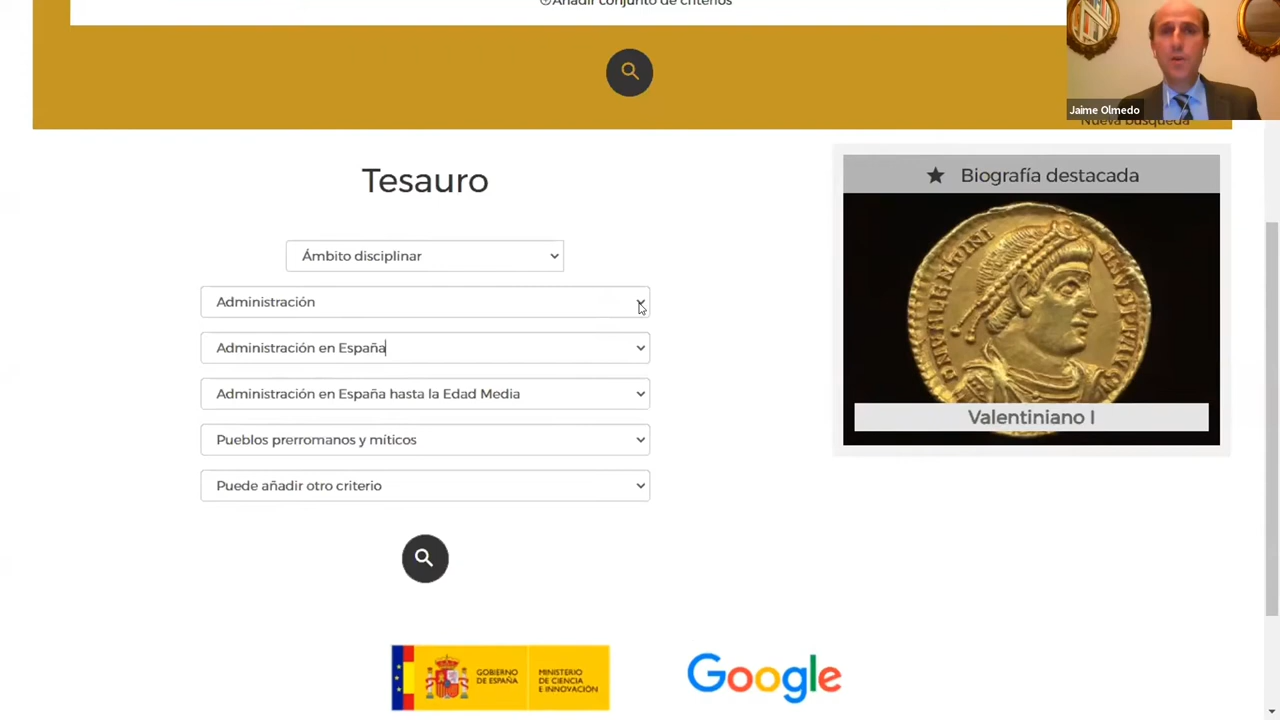 Añadir conjunto de criterios
Jaime Olmedo
Nueva búsqueda
Tesauro
Biografía destacada
Ámbito disciplinar
Administración
Administración en España
Administración en España hasta la Edad Media
Pueblos prerromanos y míticos
Puede añadir otro criterio
Valentiniano I
GOBIERNO
DE ESPAÑA
MINISTERIO
DE CIENCIA
E INNOVACIÓN
Google